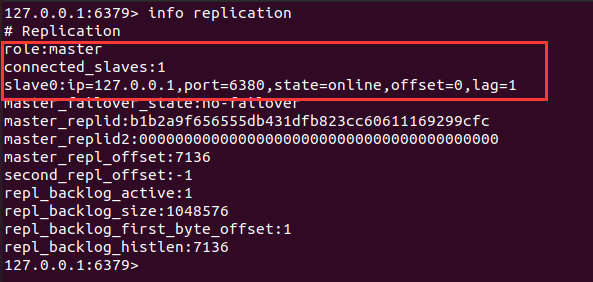 127.0.0.1:6379> info replication
# Replication
role:master
connected_slaves:1
slave0:ip=127.0.0.1,port=6380,state=online,offset=0,lag=1
master_failover_state:no-failover
master_replid:b1b2a9f656555db431dfb823cc60611169299cfc
master_replid2:0000000000000000000000000000000000000000
master_repl_offset:7136
second_repl_offset:-1
repl_backlog_active:1
repl_backlog_size:1048576
repl_backlog_first_byte_offset:1
repl_backlog_histlen:7136
127.0.0.1:6379>